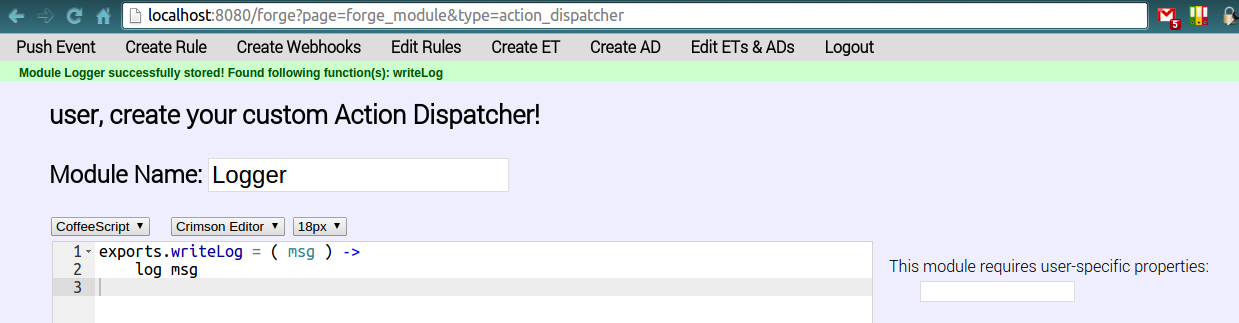 localhost:8080/forge?page=forge_module&type=action_dispatcher
5
Push Event Create Rule Create Webhooks Edit Rules Create ET Create AD Edit ETs & ADs Logout
Module Logger successfully stored! Found following function(s): writeLog
user, create your custom Action Dispatcher!
Module Name: Logger
CoffeeScript Crimson Editor 18px
1 exports.writeLog = ( msg ) ->
2 log msg
3
This module requires user-specific properties: